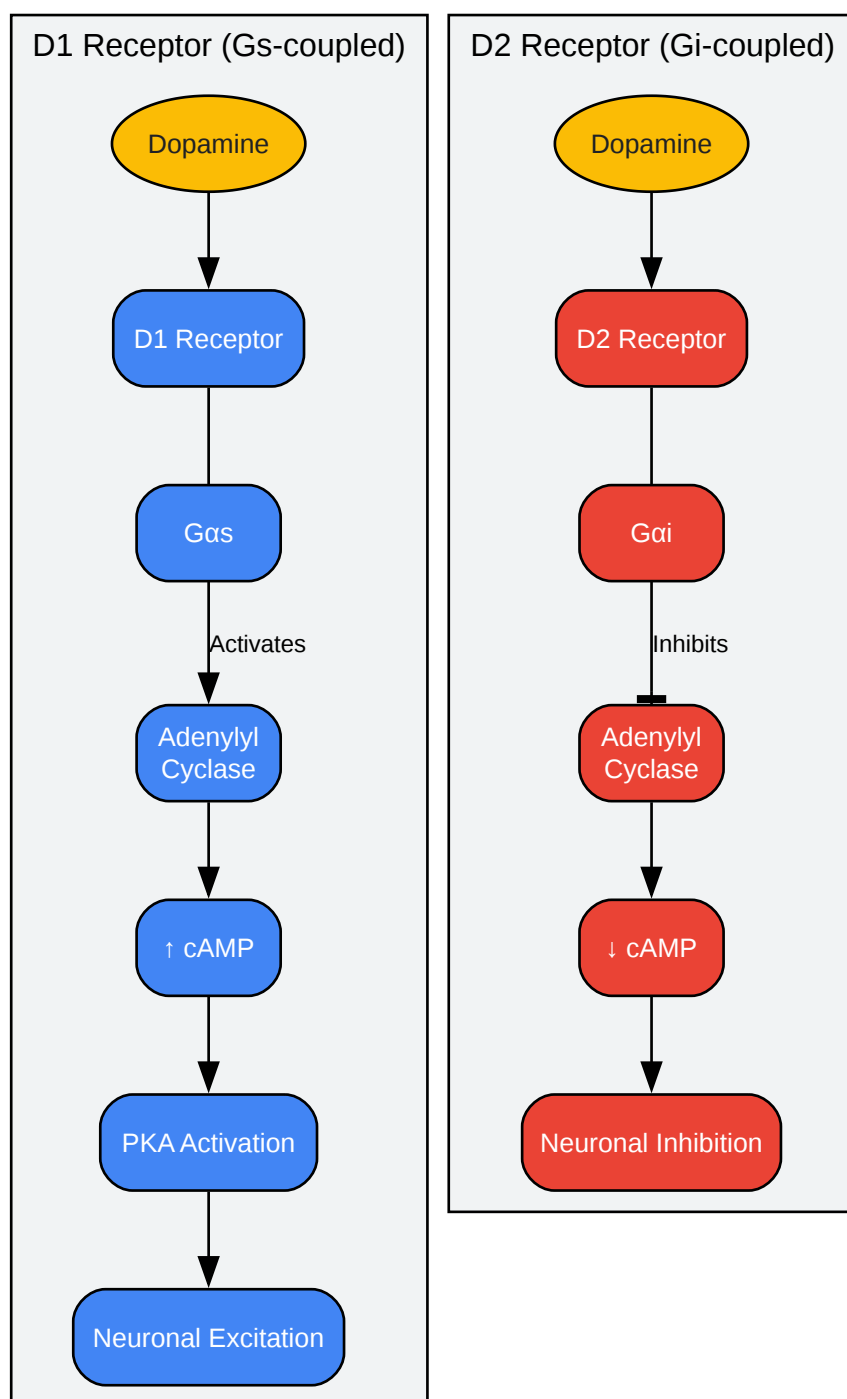 D1 Receptor (Gs-coupled)
Dopamine
D1 Receptor
Gαs
Activates
Adenylyl
Cyclase
↑ cAMP
PKA Activation
Neuronal Excitation
D2 Receptor (Gi-coupled)
Dopamine
D2 Receptor
Gαi
Inhibits
Adenylyl
Cyclase
↓ cAMP
Neuronal Inhibition